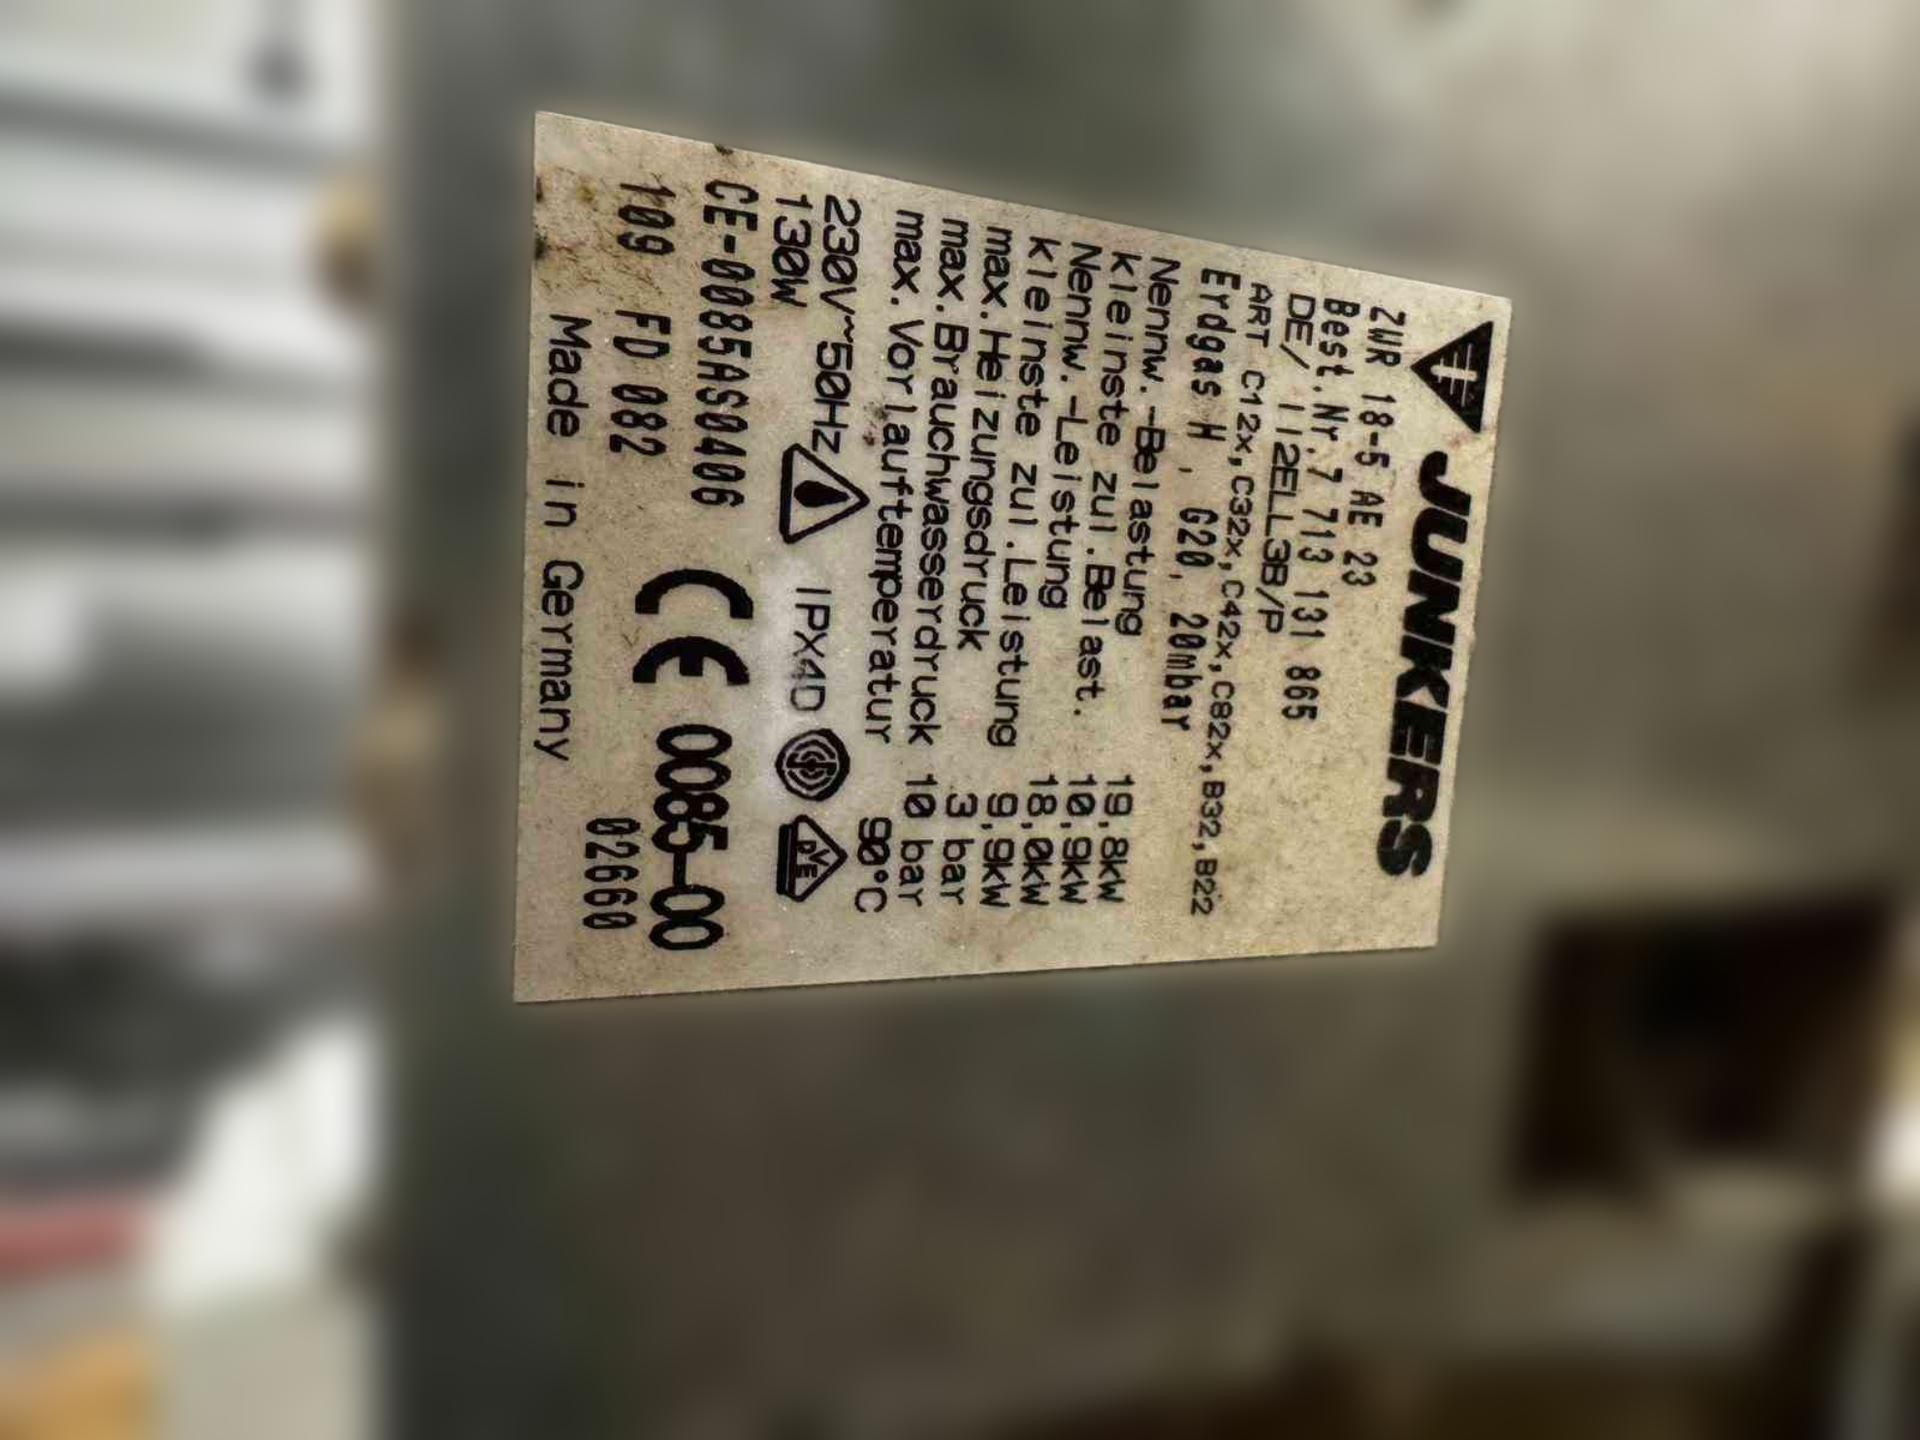 JUNKERS
ZWR 18-5 AE 23
Best.Nr.7 713 131 865
DE/ II2ELL3B/P
ART C12x,C32x,C42x,C82x,B32,B22
Erdgas H , G20, 20mbar
Nennw.-Belastung 19,8kW
kleinste zul.Belast. 10,9kW
Nennw.-Leistung 18,0kW
kleinste zul.Leistung 9,9kW
max.Heizungsdruck 3 bar
max.Brauchwasserdruck 10 bar
max.Vorlauftemperatur 90°C
230V~50Hz
130W IPX4D DVE
CE-0085AS0406 CE 0085-00
109 FD 082 02660
Made in Germany